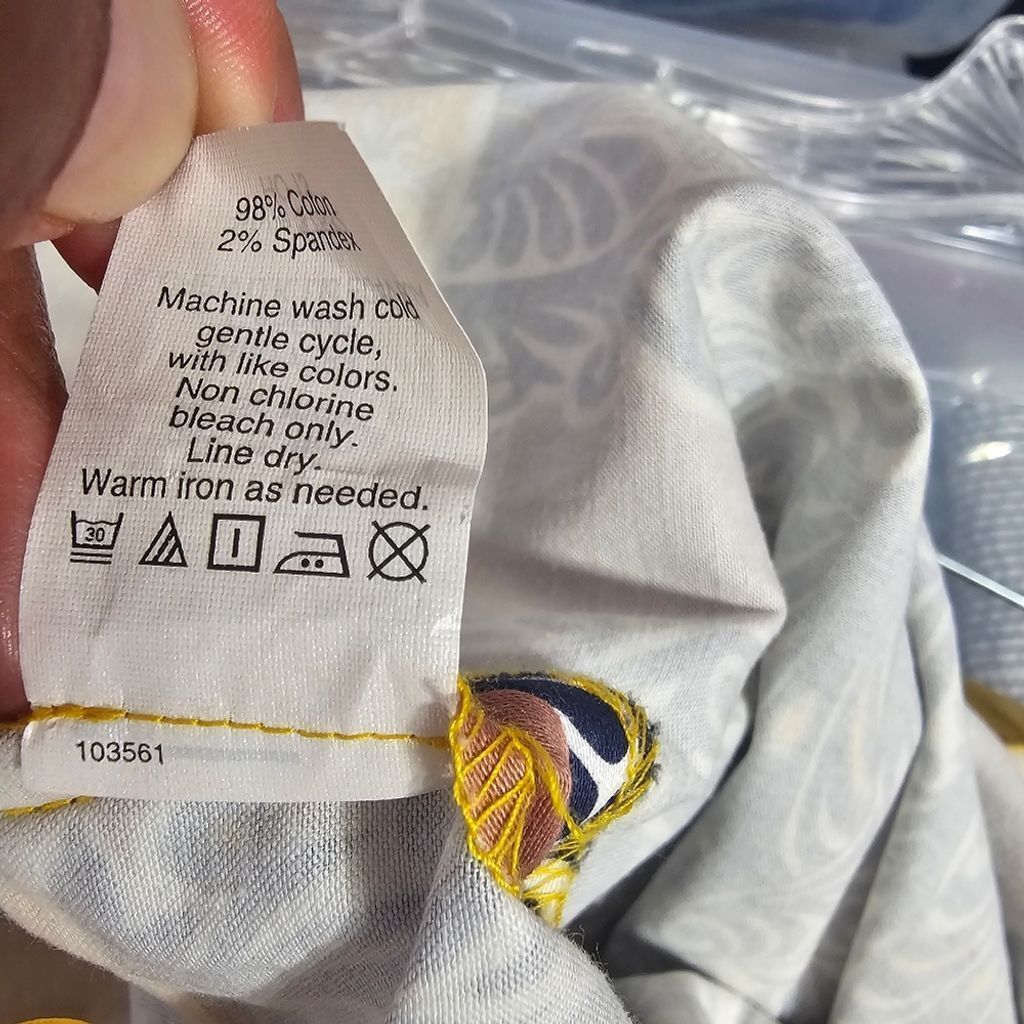 98% Coton
2% Spandex
Machine wash cold
gentle cycle,
with like colors.
Non chlorine
bleach only.
Line dry.
Warm iron as needed.
30
103561